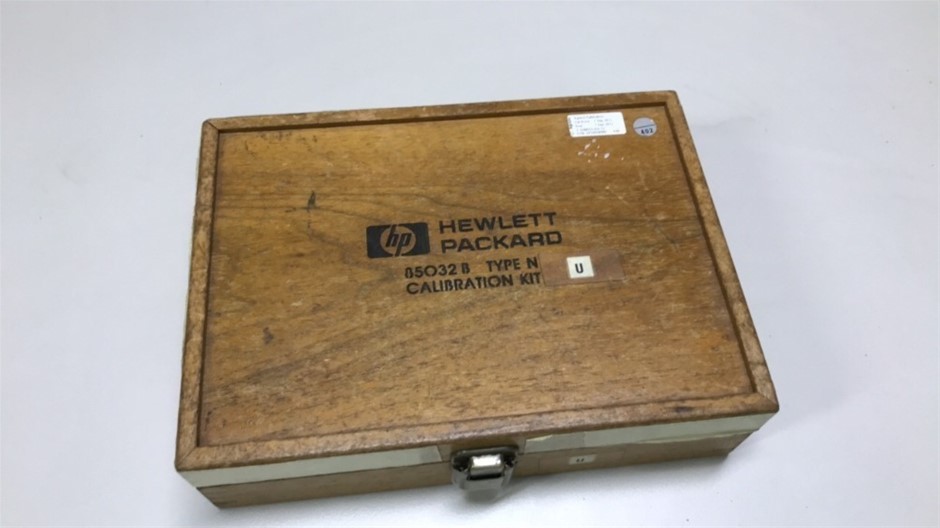 hp HEWLETT
PACKARD
85032B TYPE N
CALIBRATION KIT
U
U